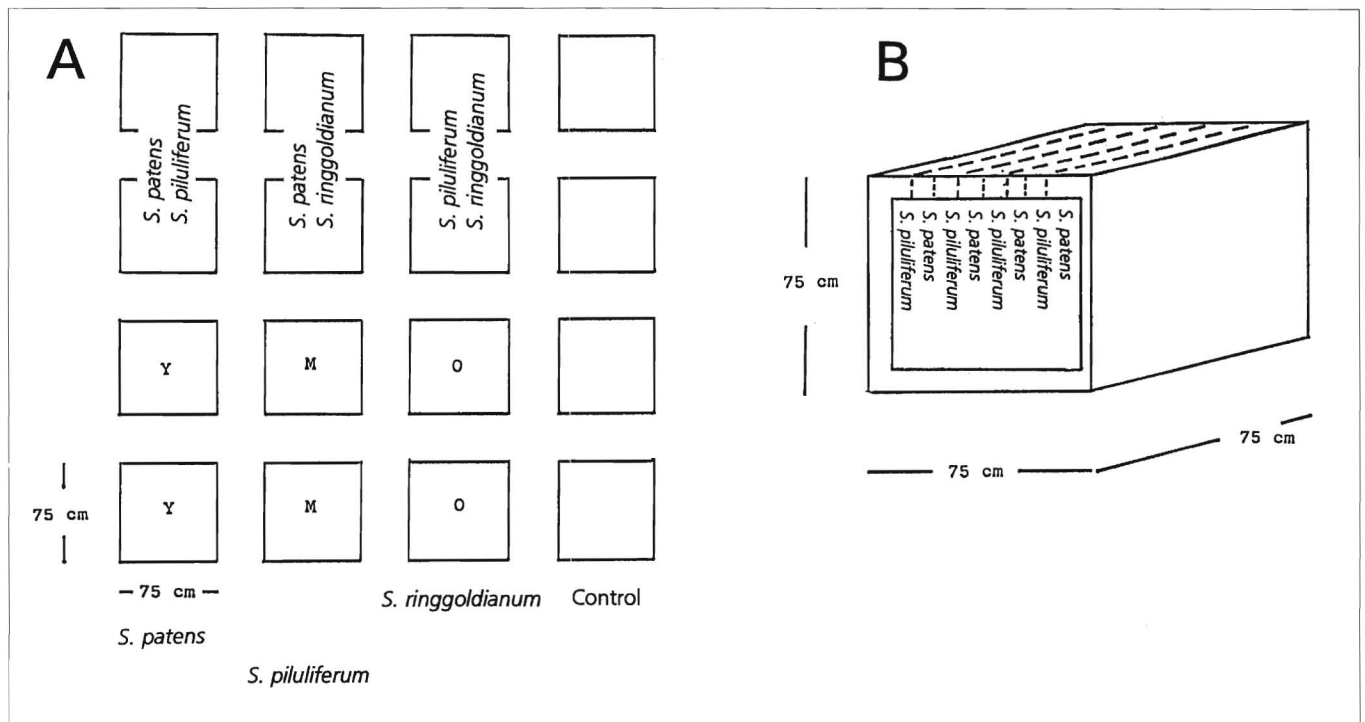 A
S. patens
S. piluliferum
S. patens
S. ringgoldianum
S. piluliferum
S. ringgoldianum
Y
M
O
Y
M
O
75 cm
75 cm
S. ringgoldianum
Control
S. patens
S. piluliferum
B
S. piluliferum
S. patens
S. piluliferum
S. patens
S. piluliferum
S. patens
S. piluliferum
S. patens
75 cm
75 cm
75 cm